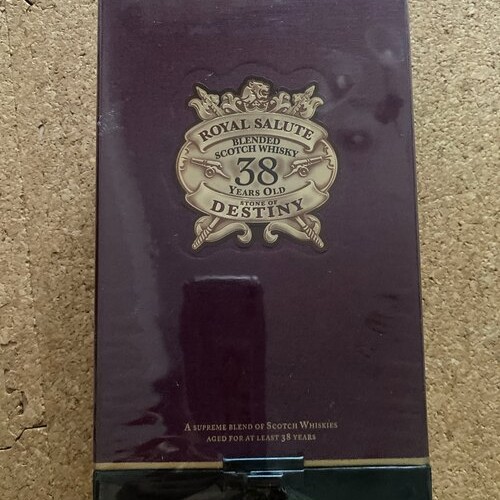 ROYAL SALUTE
BLENDED
SCOTCH WHISKY
38
YEARS OLD
STONE OF
DESTINY
A SUPREME BLEND OF SCOTCH WHISKIES
AGED FOR AT LEAST 38 YEARS